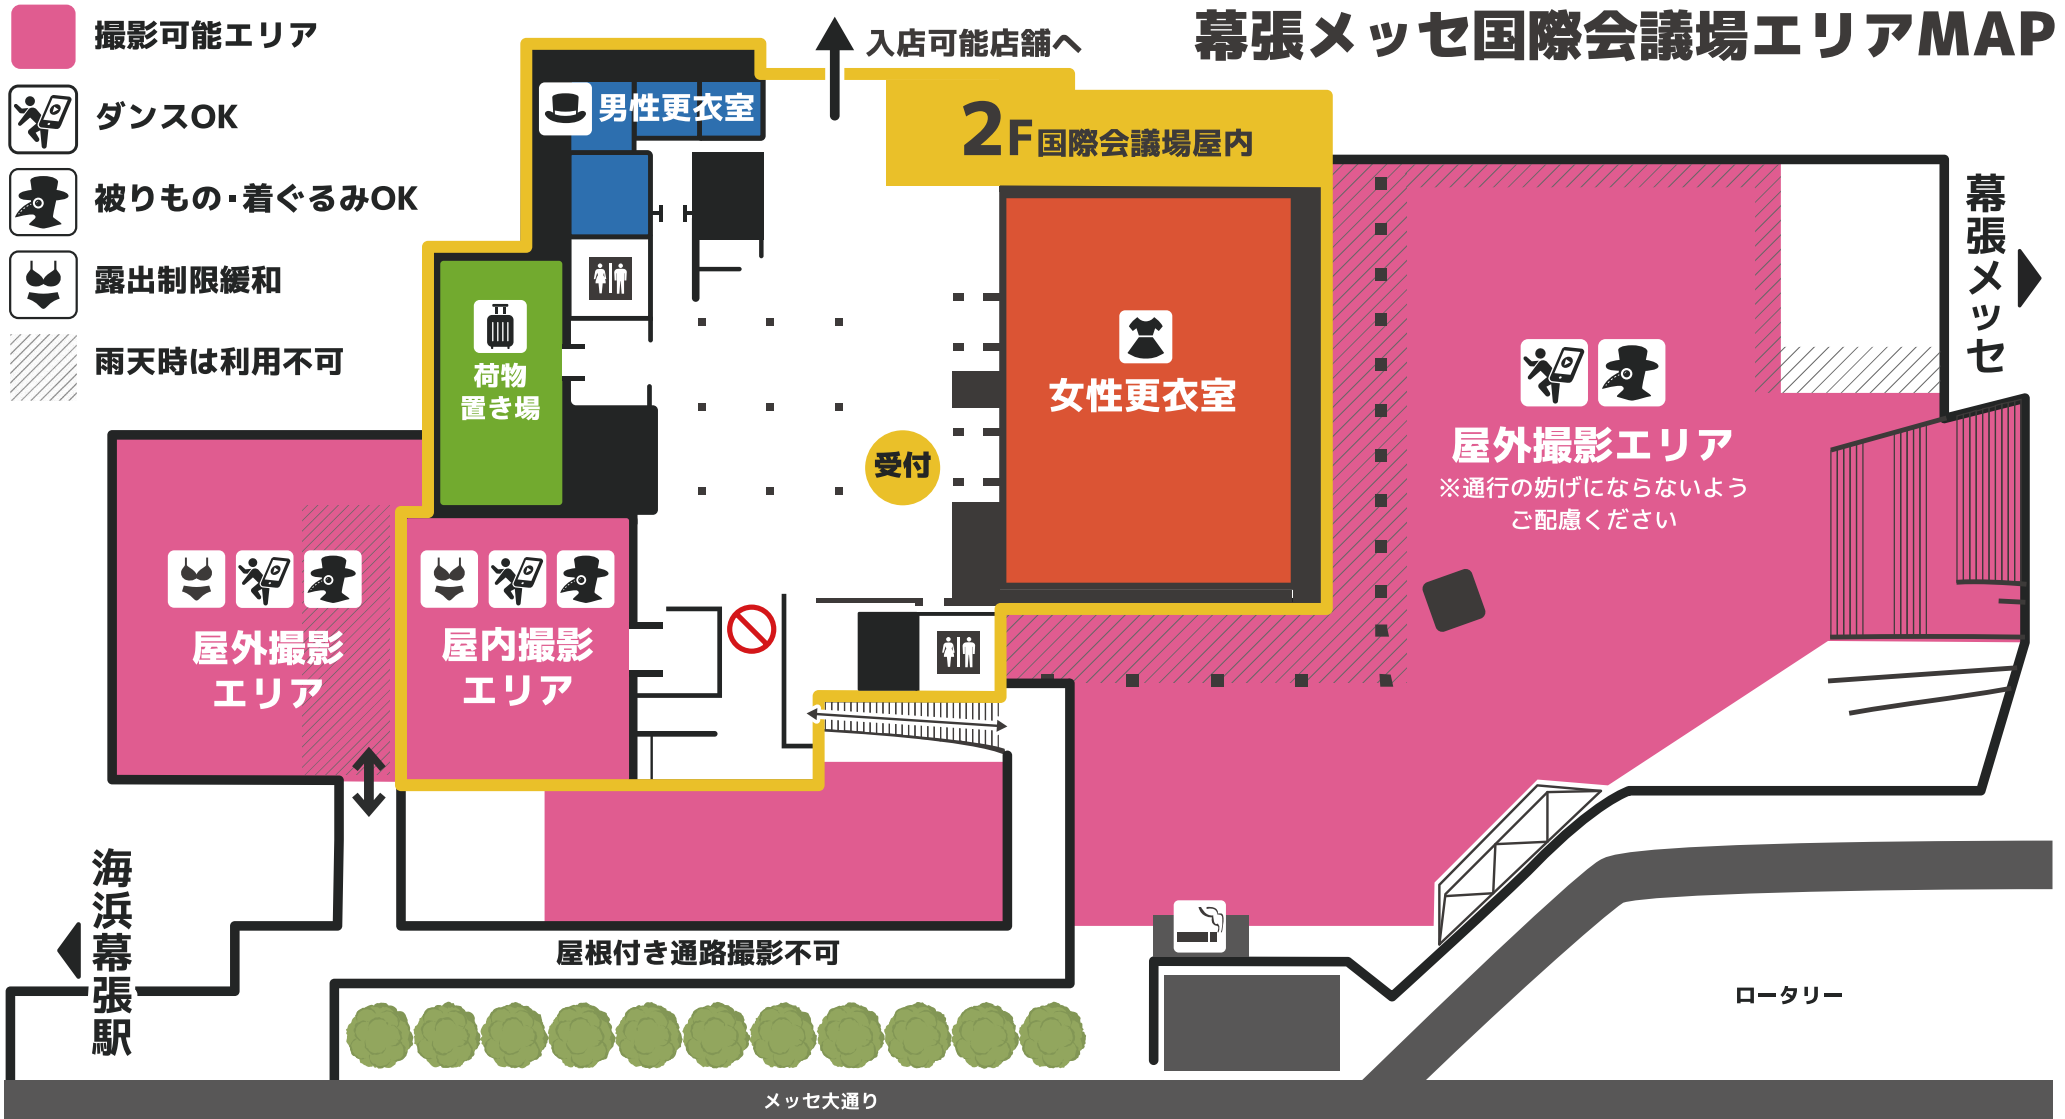 撮影可能エリア
ダンスOK
被りもの・着ぐるみOK
露出制限緩和
雨天時は利用不可
入店可能店舗へ
幕張メッセ国際会議場エリアMAP
男性更衣室
2F国際会議場屋内
幕張メッセ
荷物
置き場
女性更衣室
受付
屋外撮影エリア
※通行の妨げにならないよう
ご配慮ください
屋外撮影
エリア
屋内撮影
エリア
海浜幕張駅
屋根付き通路撮影不可
ロータリー
メッセ大通り